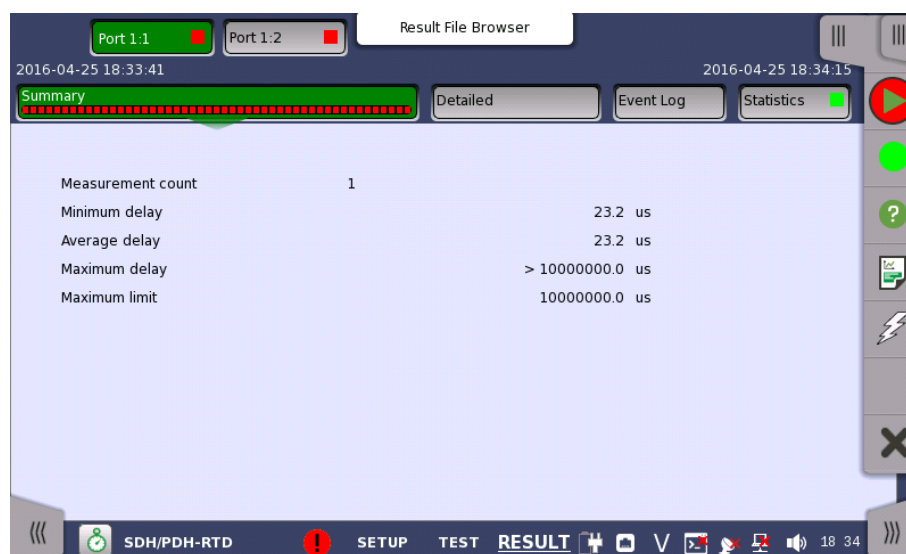 Port 1:1 Port 1:2 Result File Browser
2016-04-25 18:33:41 2016-04-25 18:34:15
Summary Detailed Event Log Statistics
Measurement count 1
Minimum delay 23.2 us
Average delay 23.2 us
Maximum delay > 10000000.0 us
Maximum limit 10000000.0 us
SDH/PDH-RTD ! SETUP TEST RESULT V 18 34